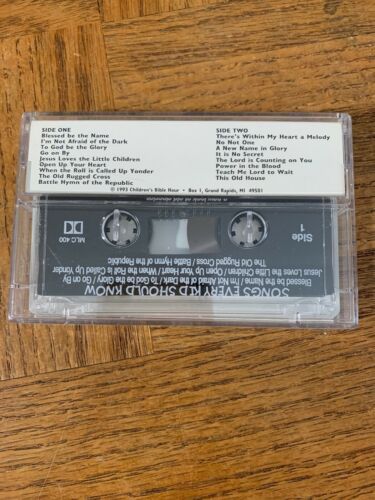 SIDE ONE
Blessed be the Name
I'm Not Afraid of the Dark
To God be the Glory
Go on By
Jesus Loves the Little Children
Open Up Your Heart
When the Roll is Called Up Yonder
The Old Rugged Cross
Battle Hymn of the Republic
SIDE TWO
There's Within My Heart a Melody
No Not One
A New Name in Glory
It is No Secret
The Lord is Counting on You
Power in the Blood
Teach Me Lord to Wait
This Old House
© 1993 Children's Bible Hour • Box 1, Grand Rapids, MI 49501
SONGS EVERY KID SHOULD KNOW
Blessed be the Name / I'm Not Afraid of the Dark / To God be the Glory / Go on By
Jesus Loves the Little Children / Open Up Your Heart / When the Roll is Called Up Yonder
The Old Rugged Cross / Battle Hymn of the Republic
Side
1
MLC 400